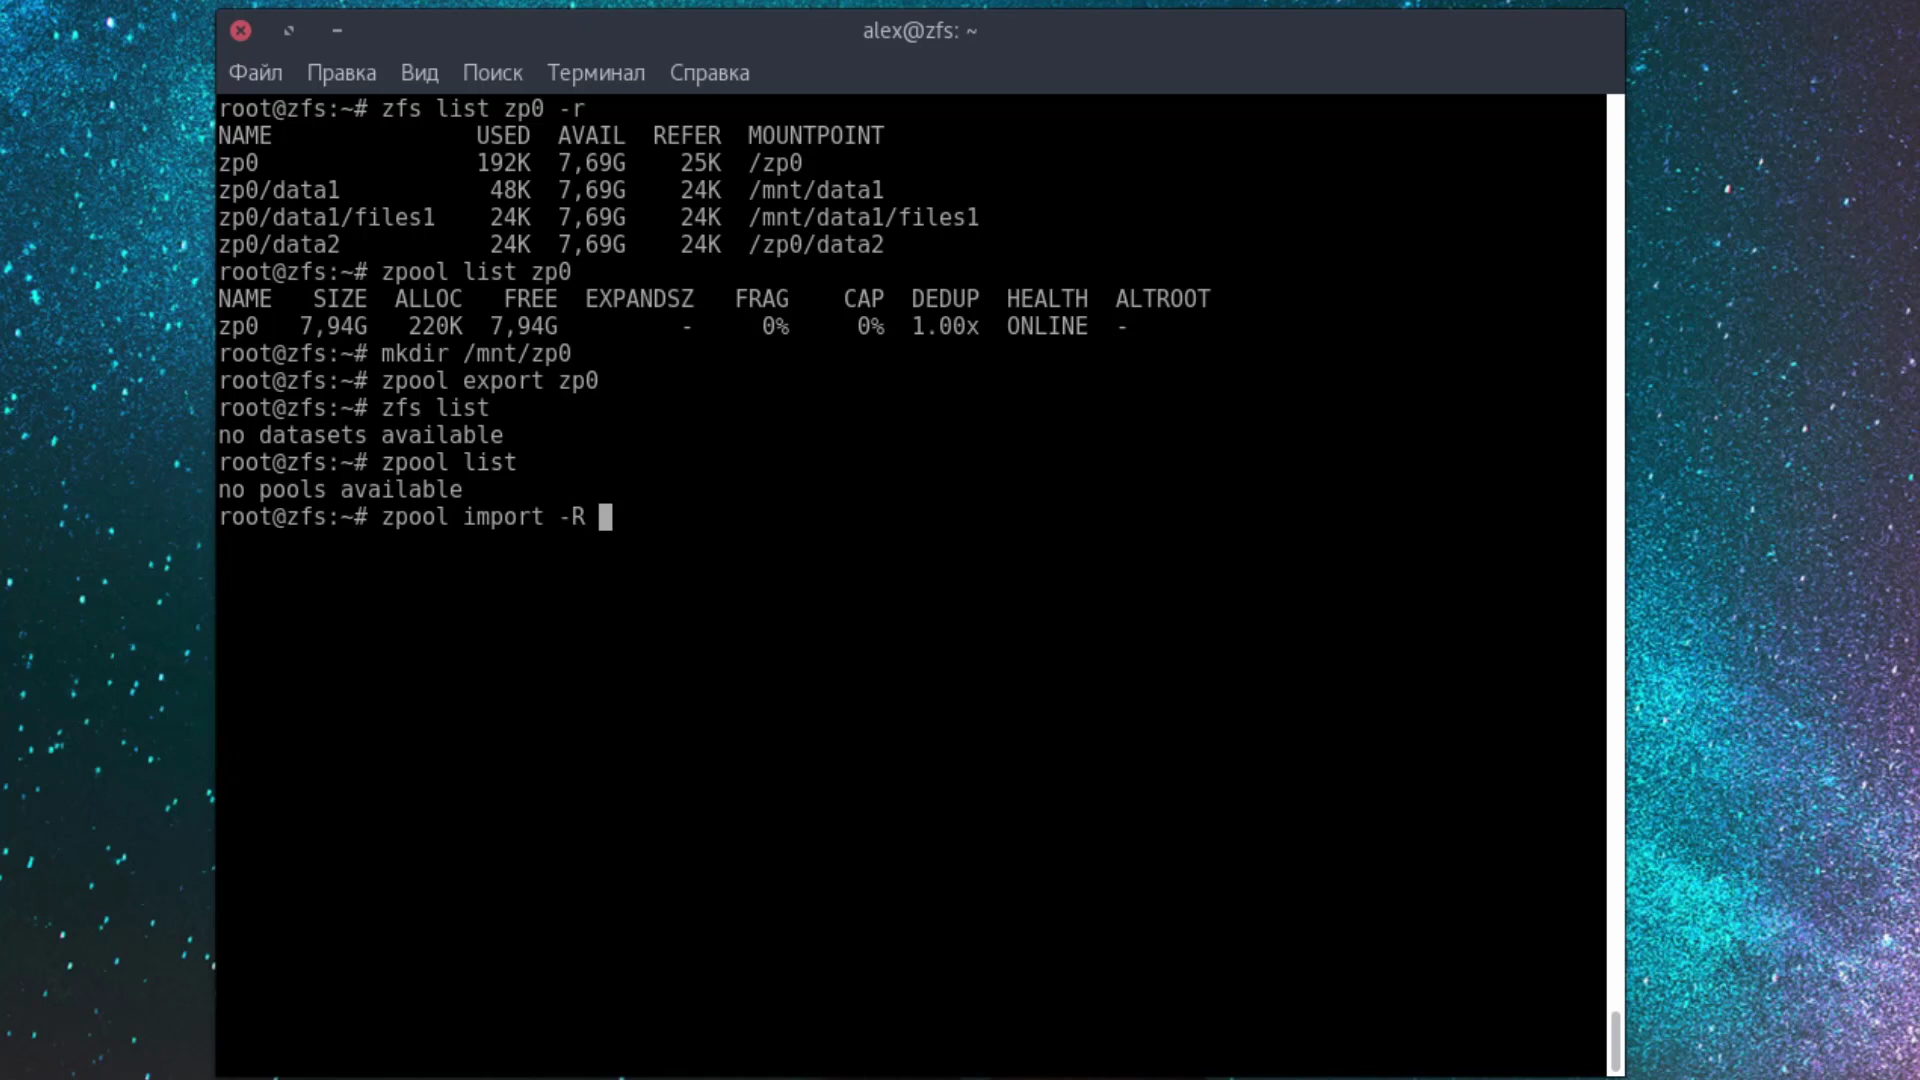 alex@zfs: ~
Файл Правка Вид Поиск Терминал Справка
root@zfs:~# zfs list zp0 -r
NAME USED AVAIL REFER MOUNTPOINT
zp0 192K 7,69G 25K /zp0
zp0/data1 48K 7,69G 24K /mnt/data1
zp0/data1/files1 24K 7,69G 24K /mnt/data1/files1
zp0/data2 24K 7,69G 24K /zp0/data2
root@zfs:~# zpool list zp0
NAME SIZE ALLOC FREE EXPANDSZ FRAG CAP DEDUP HEALTH ALTROOT
zp0 7,94G 220K 7,94G - 0% 0% 1.00x ONLINE -
root@zfs:~# mkdir /mnt/zp0
root@zfs:~# zpool export zp0
root@zfs:~# zfs list
no datasets available
root@zfs:~# zpool list
no pools available
root@zfs:~# zpool import -R